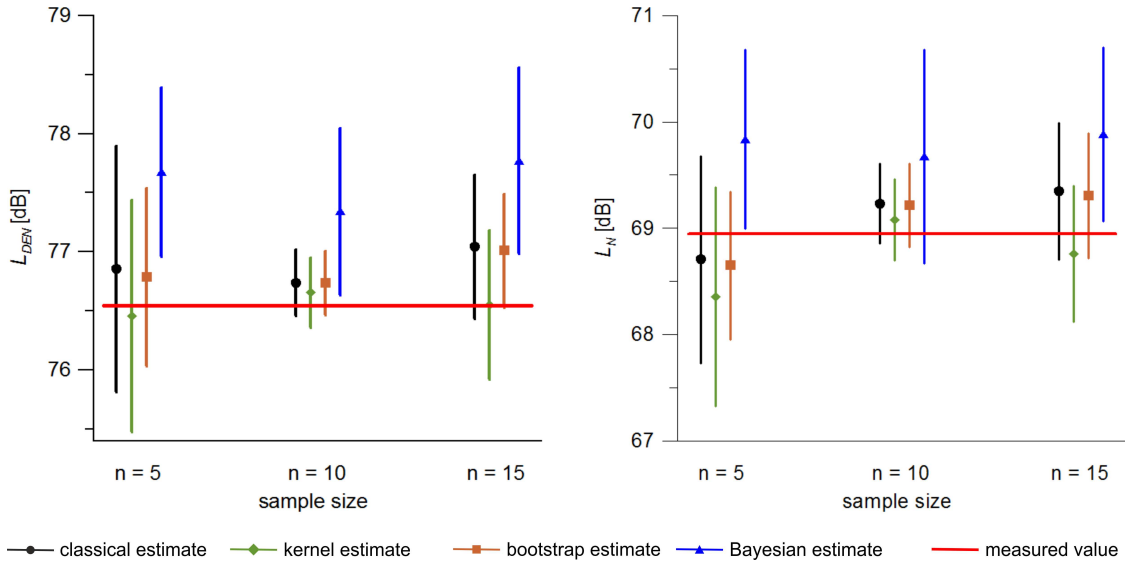 79
78
77
76
L_DEN [dB]
n = 5
n = 10
n = 15
sample size
71
70
69
68
67
L_N [dB]
n = 5
n = 10
n = 15
sample size
classical estimate
kernel estimate
bootstrap estimate
Bayesian estimate
measured value